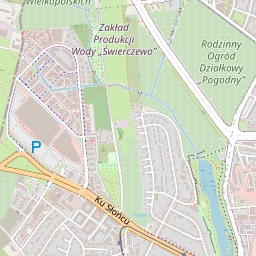 Wielkopolskich
Zakład
Produkcji
Wody „Świerczewo”
Rodzinny
Ogród
Działkowy
„Pogodny”
P
Ku Słońcu